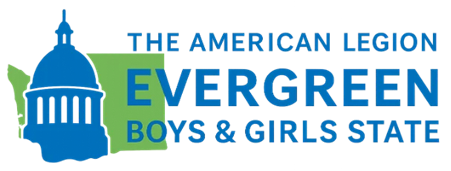 THE AMERICAN LEGION
EVERGREEN
BOYS & GIRLS STATE